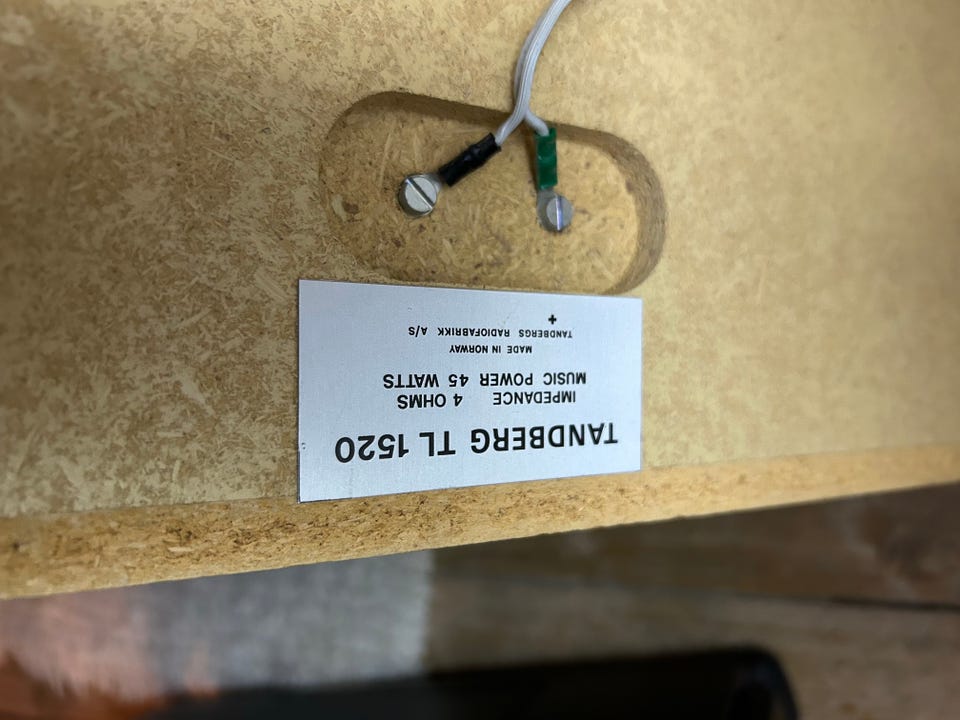 TANDBERG TL 1520
IMPEDANCE 4 OHMS
MUSIC POWER 45 WATTS
MADE IN NORWAY
TANDBERGS RADIOFABRIKK A/S
+